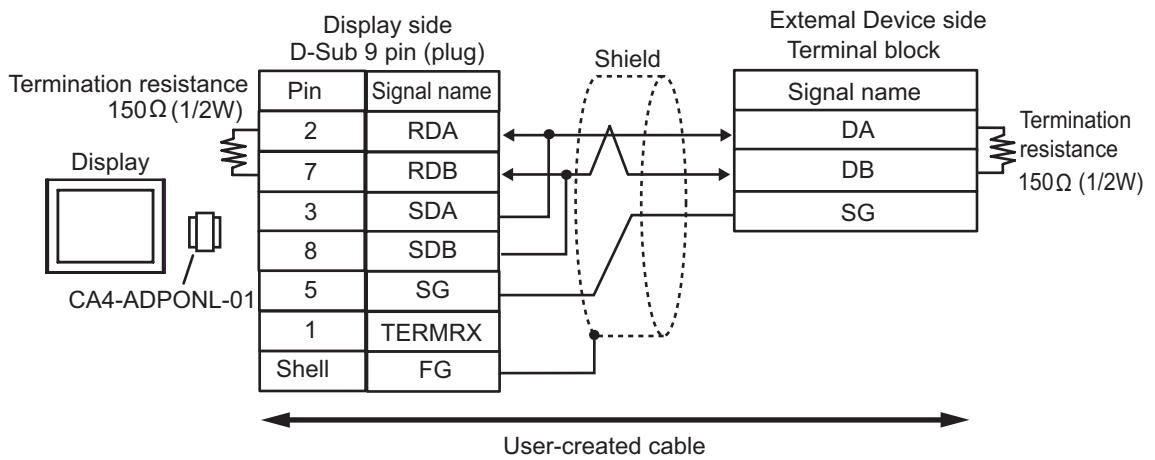 Display side
D-Sub 9 pin (plug)
External Device side
Terminal block
Shield
Termination resistance
150Ω (1/2W)
Display
CA4-ADPONL-01
Pin Signal name
2 RDA
7 RDB
3 SDA
8 SDB
5 SG
1 TERMRX
Shell FG
Signal name
DA
DB
SG
Termination
resistance
150Ω (1/2W)
User-created cable